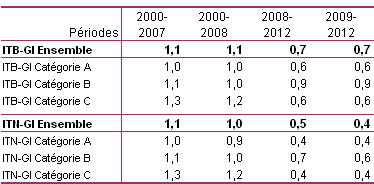 Périodes 2000-2007 2000-2008 2008-2012 2009-2012
ITB-GI Ensemble 1,1 1,1 0,7 0,7
ITB-GI Catégorie A 1,0 1,0 0,6 0,6
ITB-GI Catégorie B 1,1 1,0 0,9 0,9
ITB-GI Catégorie C 1,3 1,2 0,6 0,6
ITN-GI Ensemble 1,1 1,0 0,5 0,4
ITN-GI Catégorie A 1,0 0,9 0,4 0,4
ITN-GI Catégorie B 1,1 1,0 0,7 0,6
ITN-GI Catégorie C 1,3 1,2 0,4 0,4